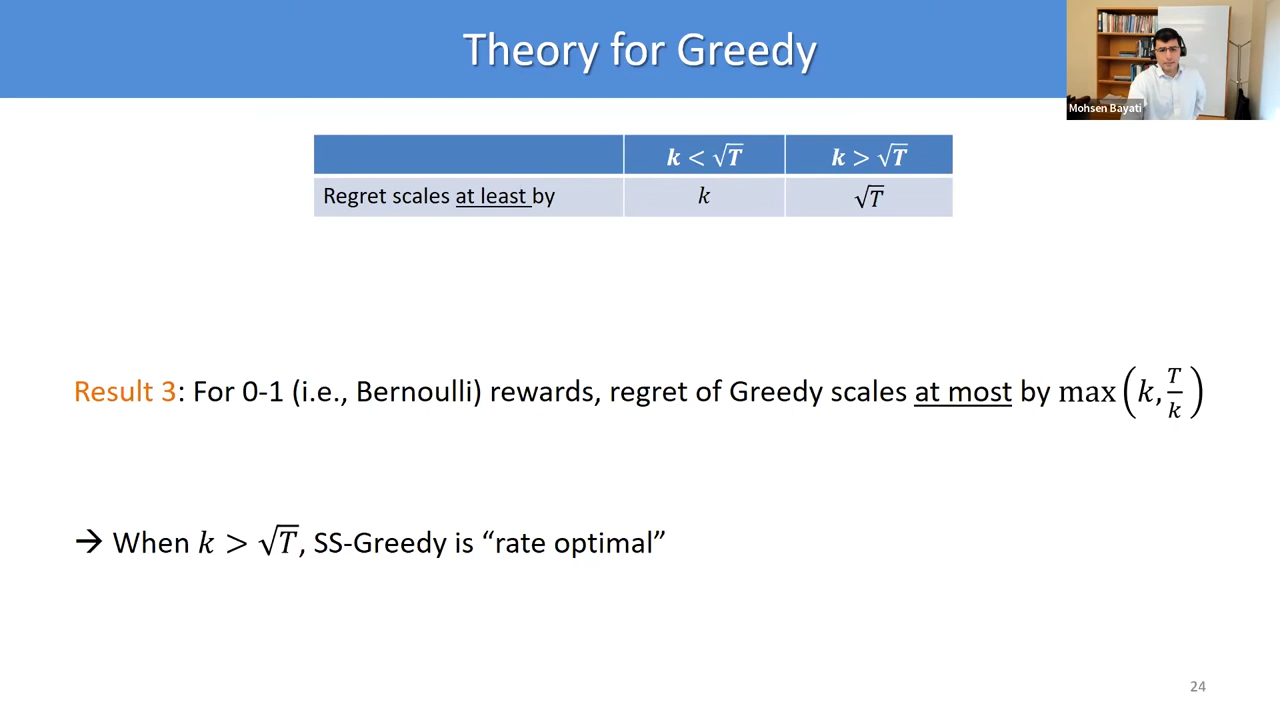 Theory for Greedy
Mohsen Bayati
k < √T k > √T
Regret scales at least by k √T
Result 3: For 0-1 (i.e., Bernoulli) rewards, regret of Greedy scales at most by max(k, T/k)
→ When k > √T, SS-Greedy is “rate optimal”
24